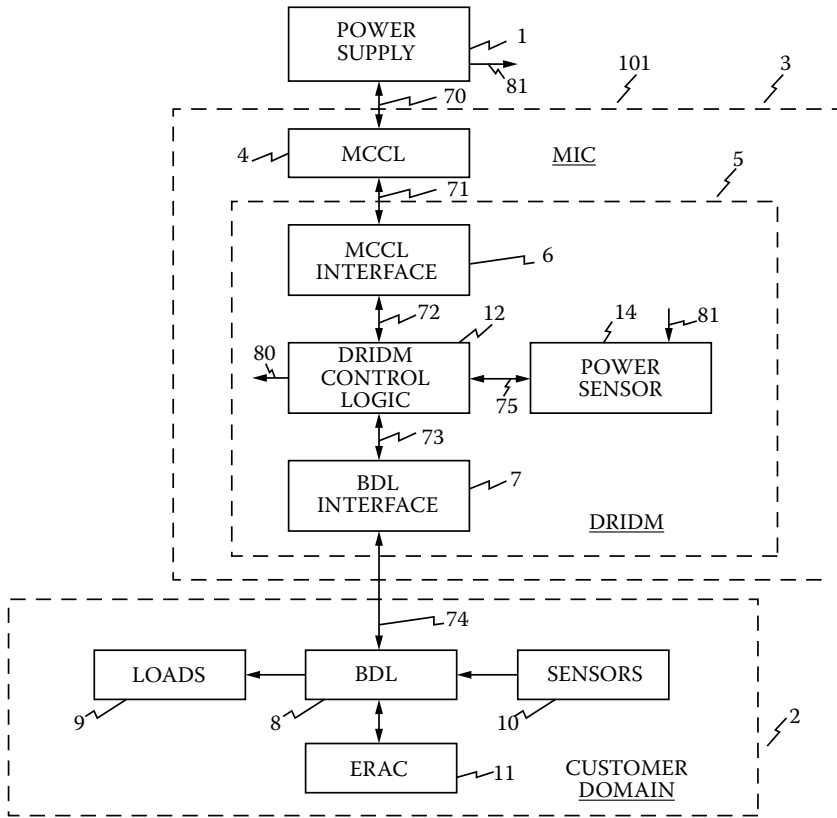 POWER
SUPPLY
1
81
70
101
3
4
MCCL
MIC
5
71
MCCL
INTERFACE
6
72
12
14
81
80
DRIDM
CONTROL
LOGIC
75
POWER
SENSOR
73
BDL
INTERFACE
7
DRIDM
74
LOADS
BDL
SENSORS
9
8
10
2
ERAC
11
CUSTOMER
DOMAIN